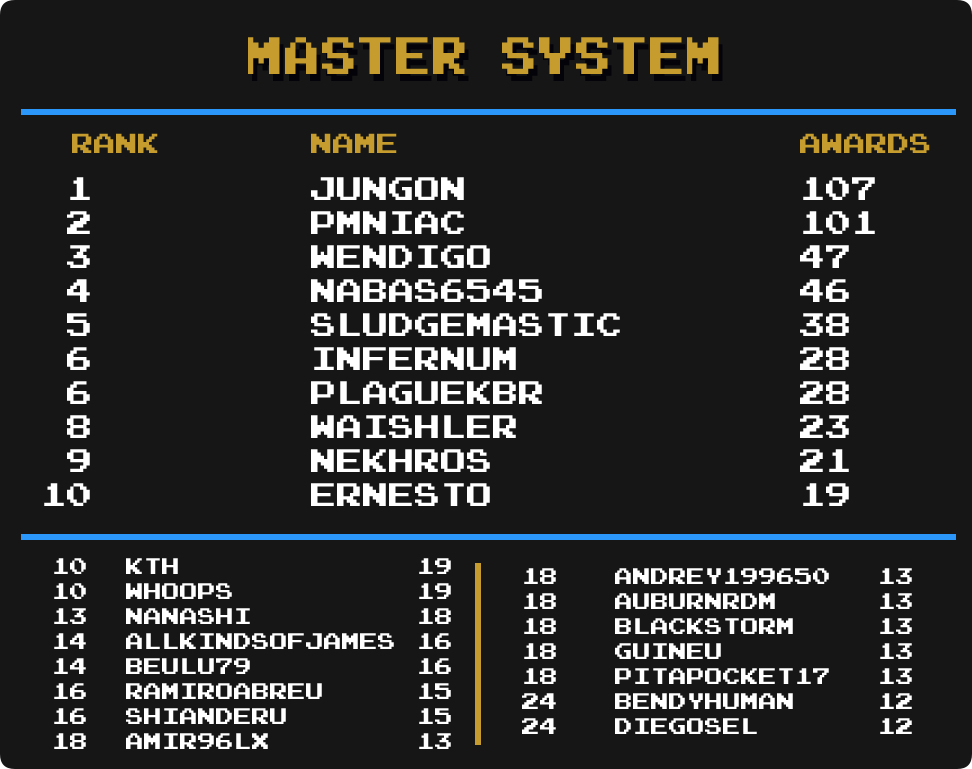 MASTER SYSTEM
RANK NAME AWARDS
1 JUNGON 107
2 PMNIAC 101
3 WENDIGO 47
4 NABAS6545 46
5 SLUDGEMASTIC 38
6 INFERNUM 28
6 PLAGUEKBR 28
8 WAISHLER 23
9 NEKHROS 21
10 ERNESTO 19
10 KTH 19
10 WHOOPS 19
13 NANASHI 18
14 ALLKINDSOFJAMES 16
14 BEULU79 16
16 RAMIROABREU 15
16 SHIANDERU 15
18 AMIR96LX 13
18 ANDREY199650 13
18 AUBURNRDM 13
18 BLACKSTORM 13
18 GUINEU 13
18 PITAPOCKET17 13
24 BENDYHUMAN 12
24 DIEGOSEL 12